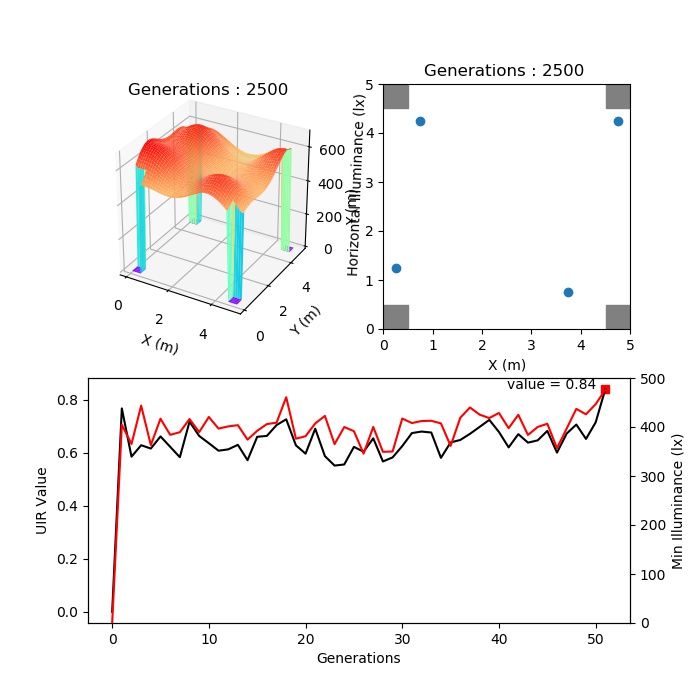 Generations : 2500
600
400
200
0
0
2
4
X (m)
0
2
4
Y (m)
Horizontal Illuminance (lx)
Generations : 2500
5
4
3
2
1
0
Y (m)
0 1 2 3 4 5
X (m)
value = 0.84
0.8
0.6
0.4
0.2
0.0
UIR Value
500
400
300
200
100
0
Min Illuminance (lx)
0 10 20 30 40 50
Generations